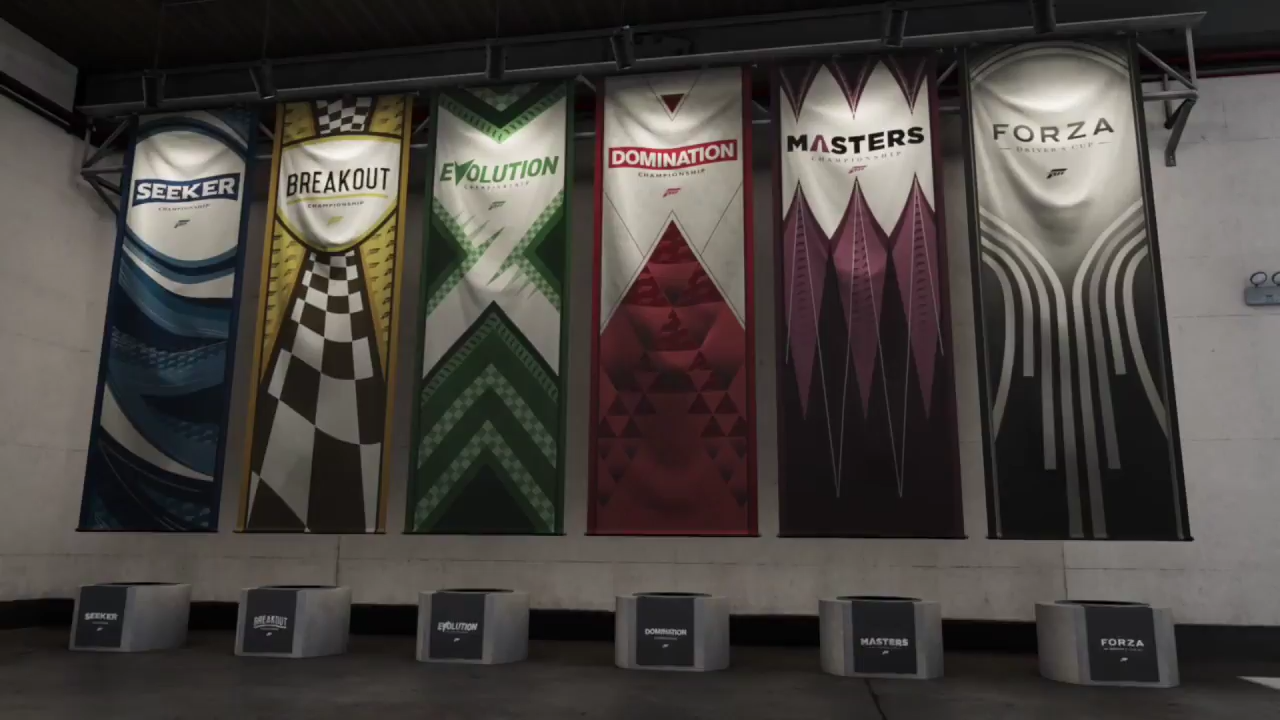 SEEKER
CHAMPIONSHIP
BREAKOUT
CHAMPIONSHIP
EVOLUTION
CHAMPIONSHIP
DOMINATION
CHAMPIONSHIP
MASTERS
CHAMPIONSHIP
FORZA
DRIVER'S CUP
SEEKER
BREAKOUT
EVOLUTION
DOMINATION
MASTERS
FORZA